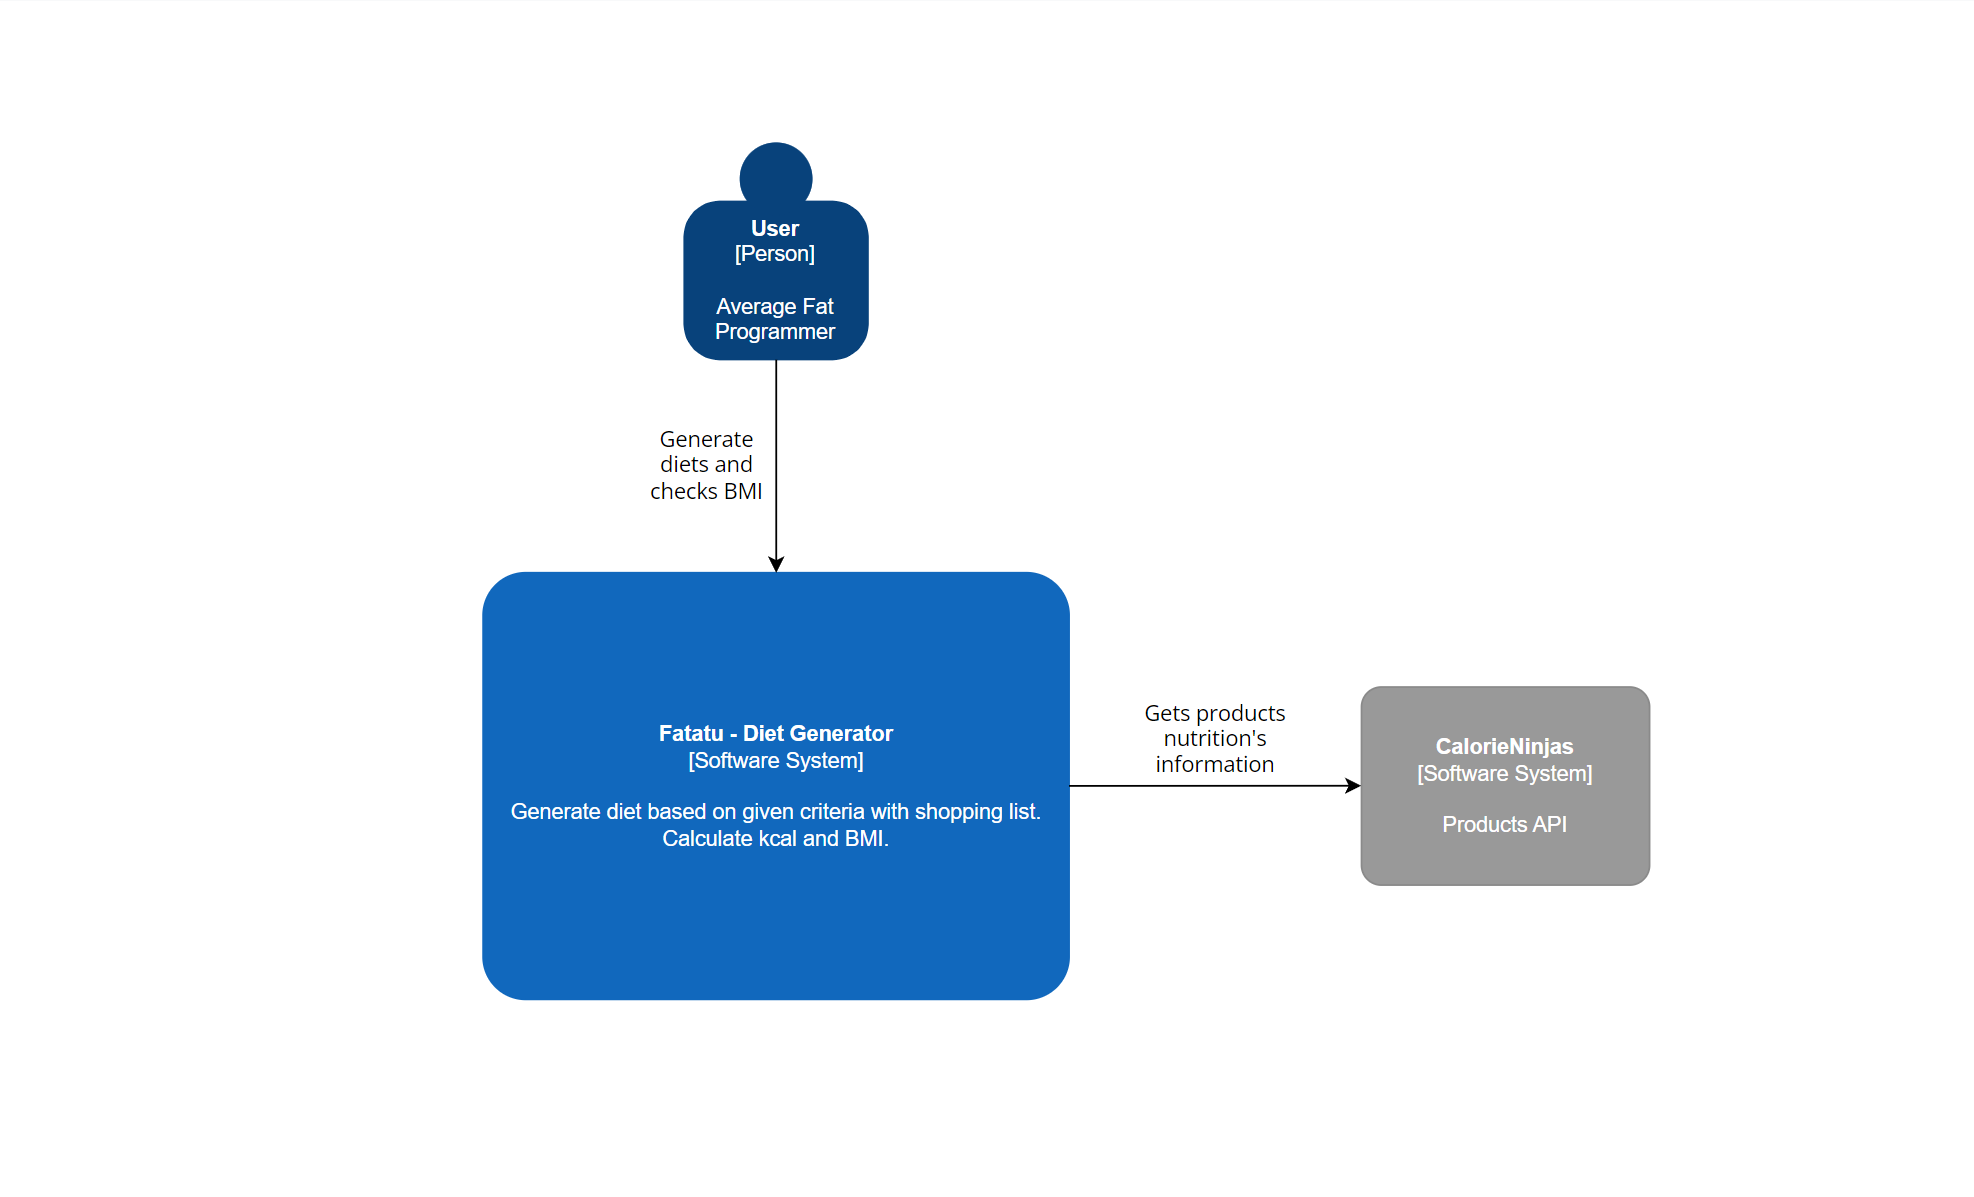 User
[Person]
Average Fat
Programmer
Generate
diets and
checks BMI
Fatatu - Diet Generator
[Software System]
Generate diet based on given criteria with shopping list.
Calculate kcal and BMI.
Gets products
nutrition's
information
CalorieNinjas
[Software System]
Products API